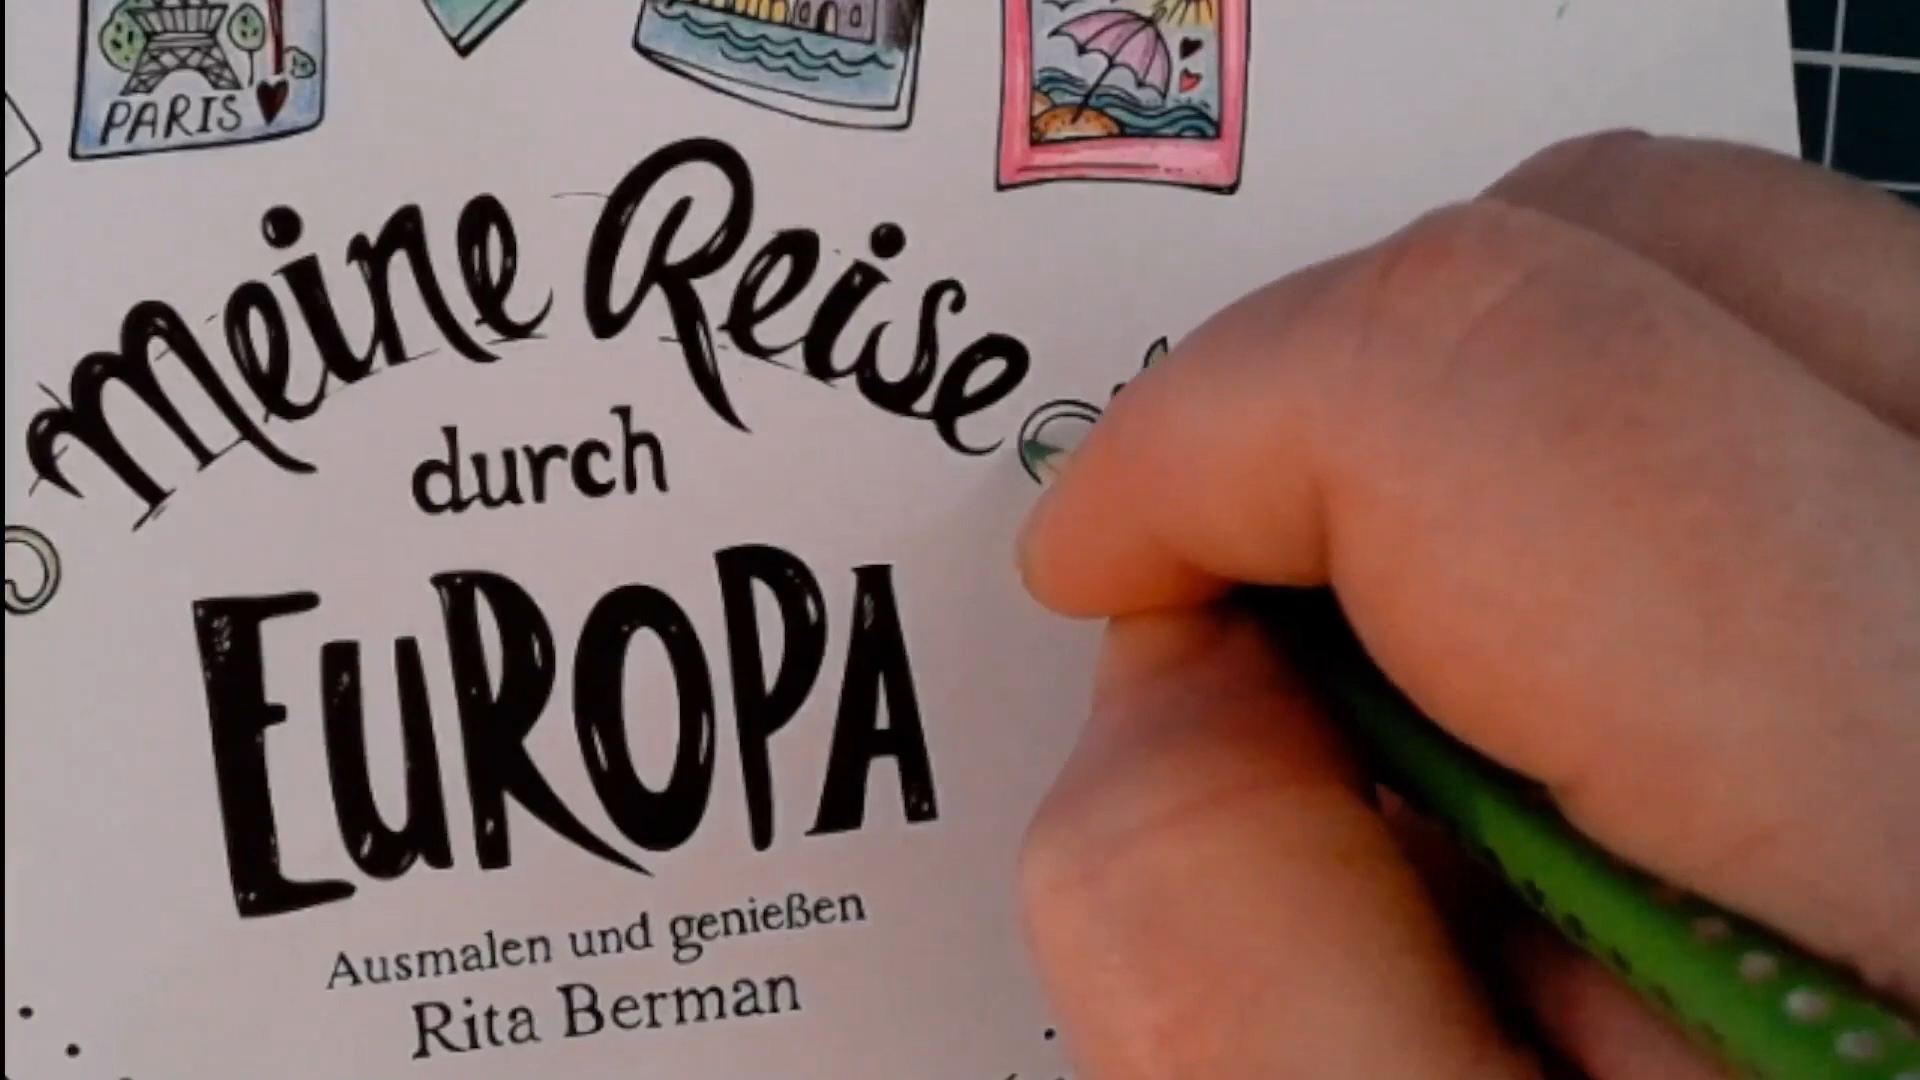 PARIS
Meine Reise
durch
EuROPA
Ausmalen und genießen
Rita Berman